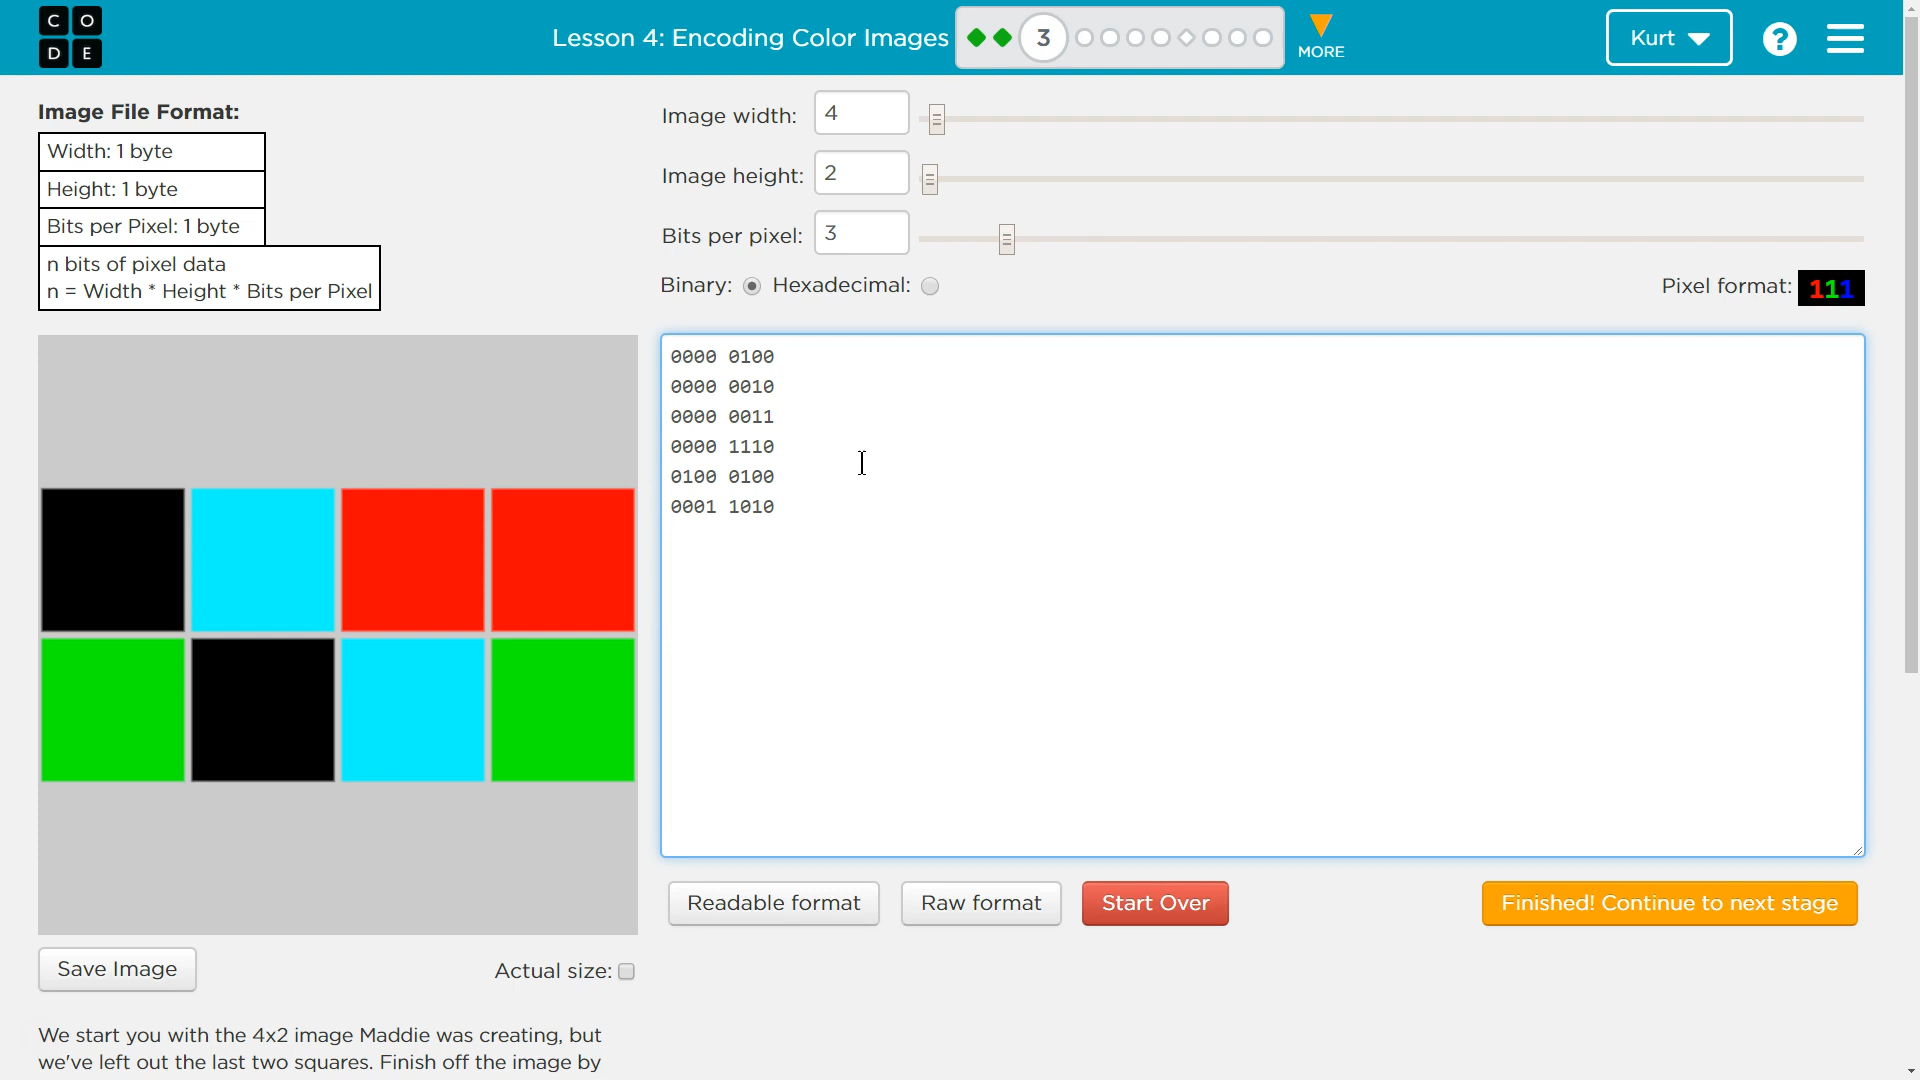 C O
D E
Lesson 4: Encoding Color Images
3
MORE
Kurt
?
Image File Format:
Width: 1 byte
Height: 1 byte
Bits per Pixel: 1 byte
n bits of pixel data
n = Width * Height * Bits per Pixel
Image width: 4
Image height: 2
Bits per pixel: 3
Binary: Hexadecimal:
Pixel format: 111
0000 0100
0000 0010
0000 0011
0000 1110
0100 0100
0001 1010
Readable format
Raw format
Start Over
Finished! Continue to next stage
Save Image
Actual size:
We start you with the 4x2 image Maddie was creating, but
we've left out the last two squares. Finish off the image by